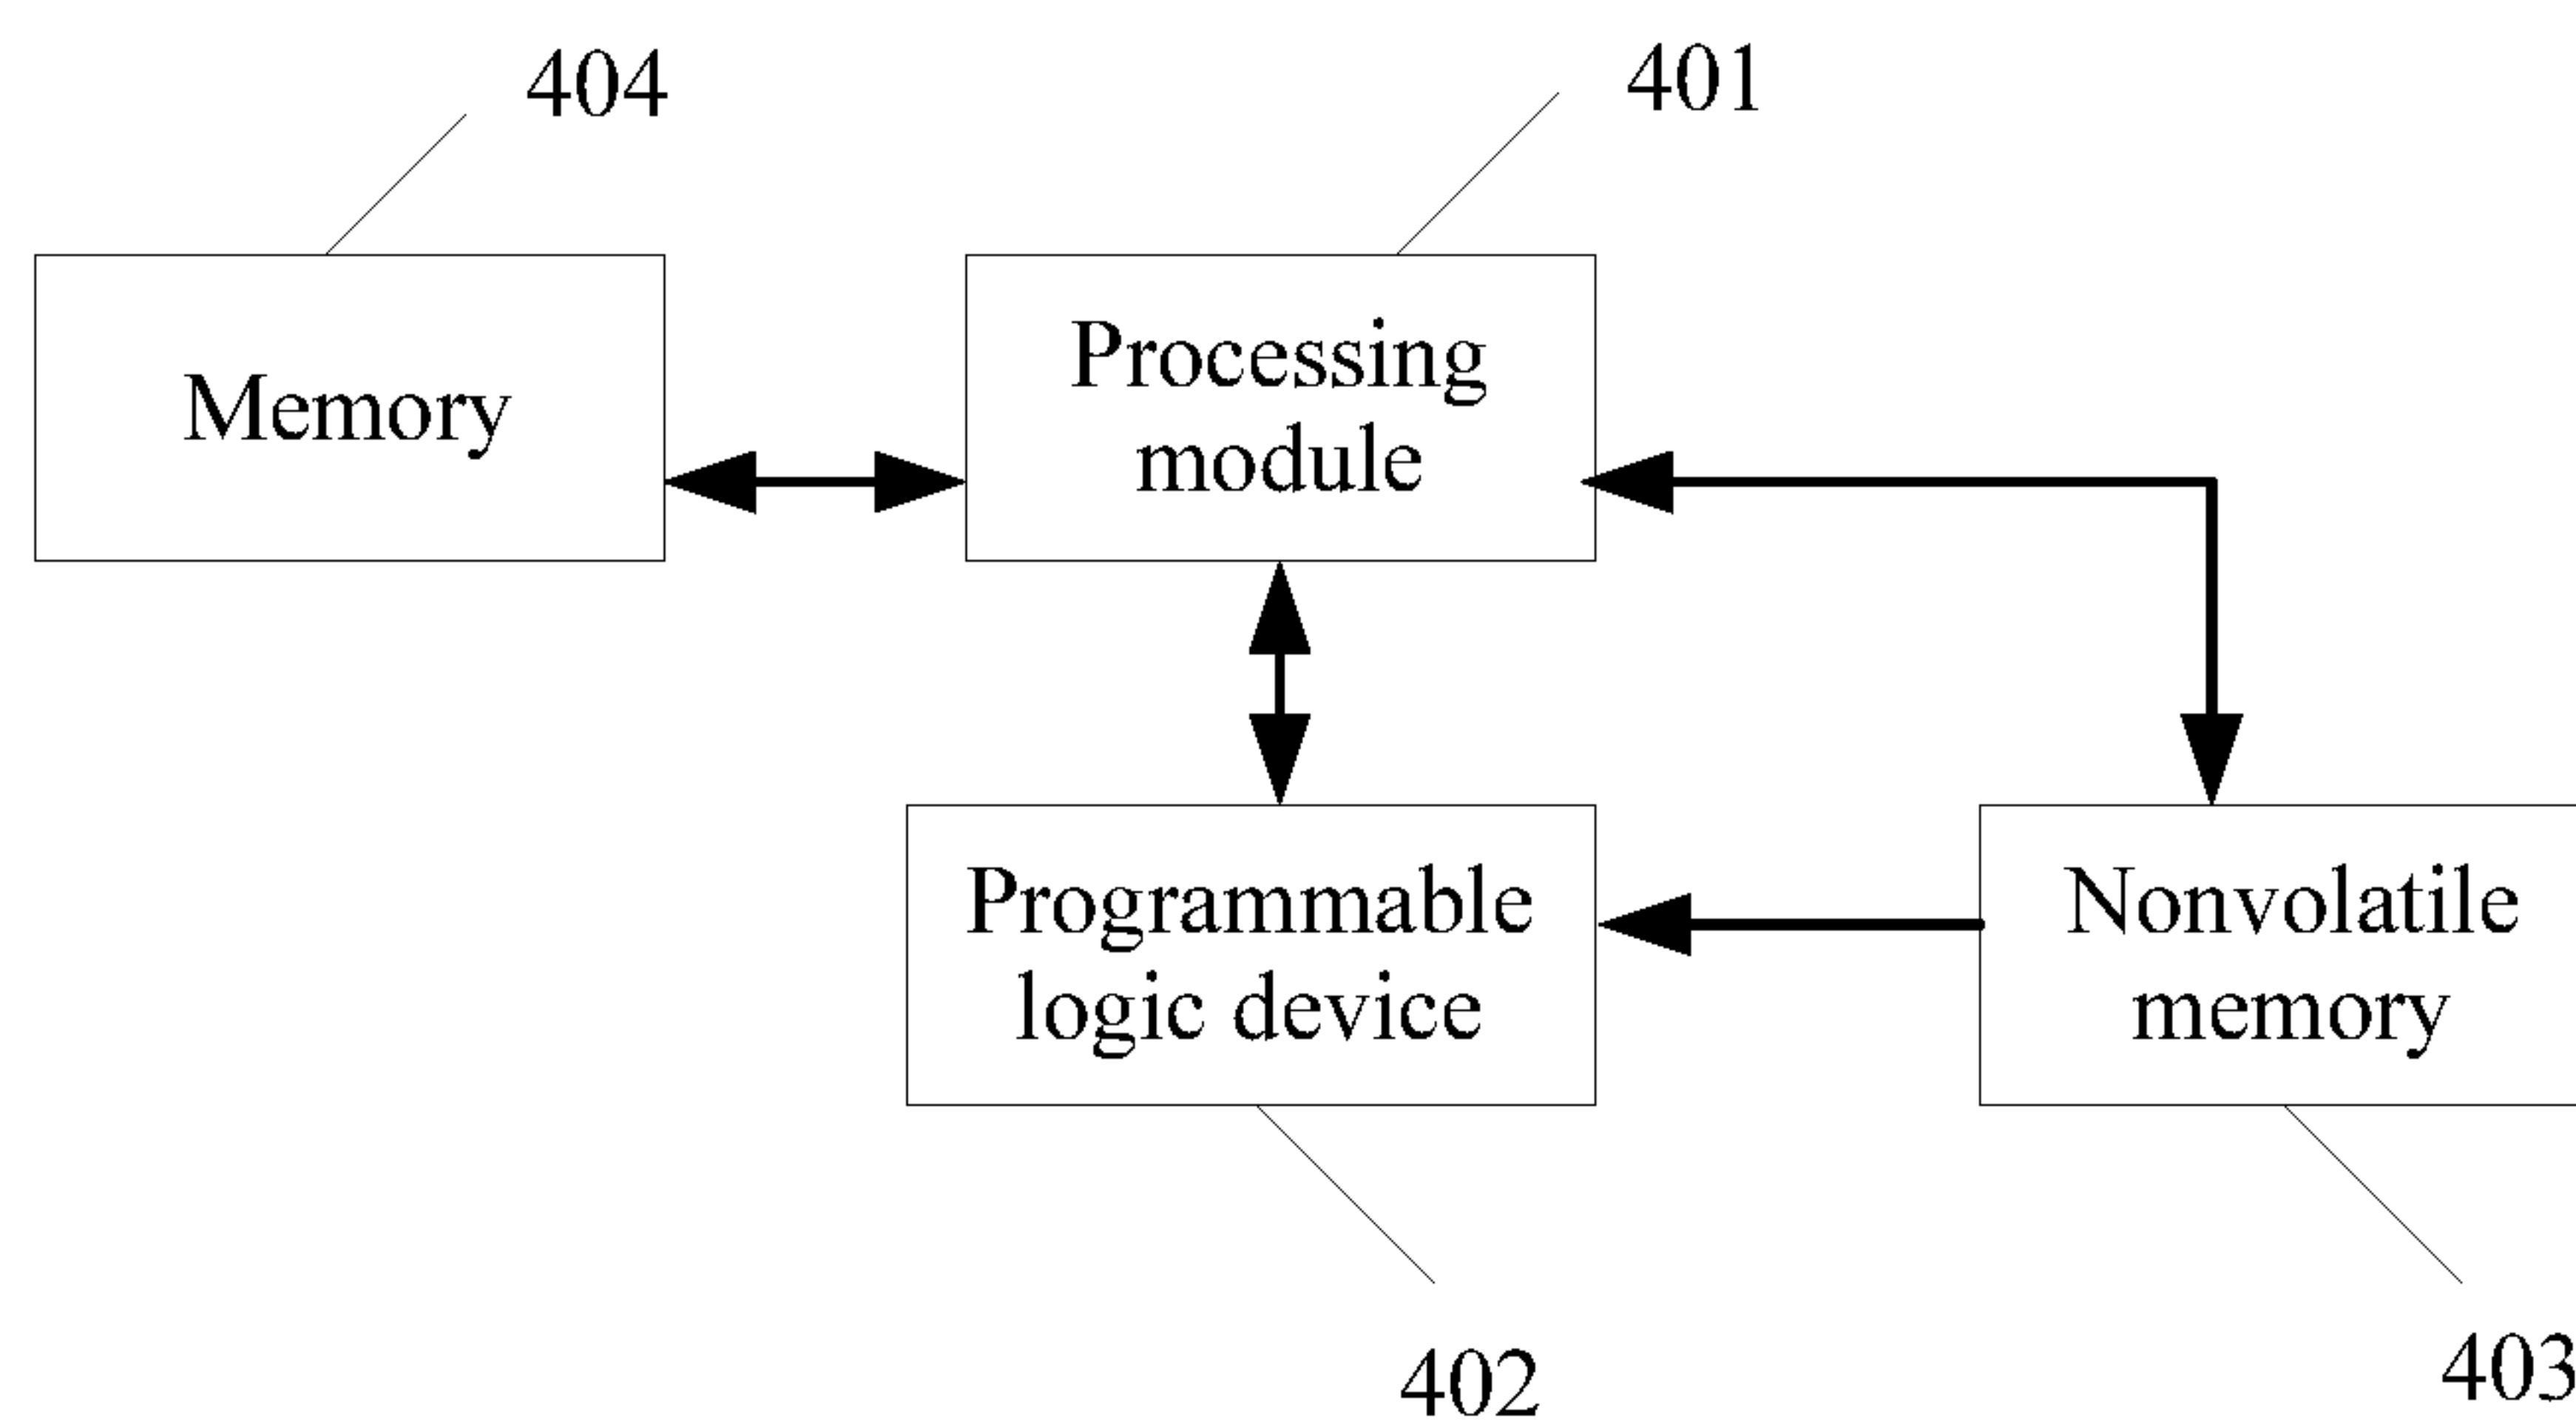 404
401
Memory
Processing
module
Programmable
logic device
Nonvolatile
memory
402
403